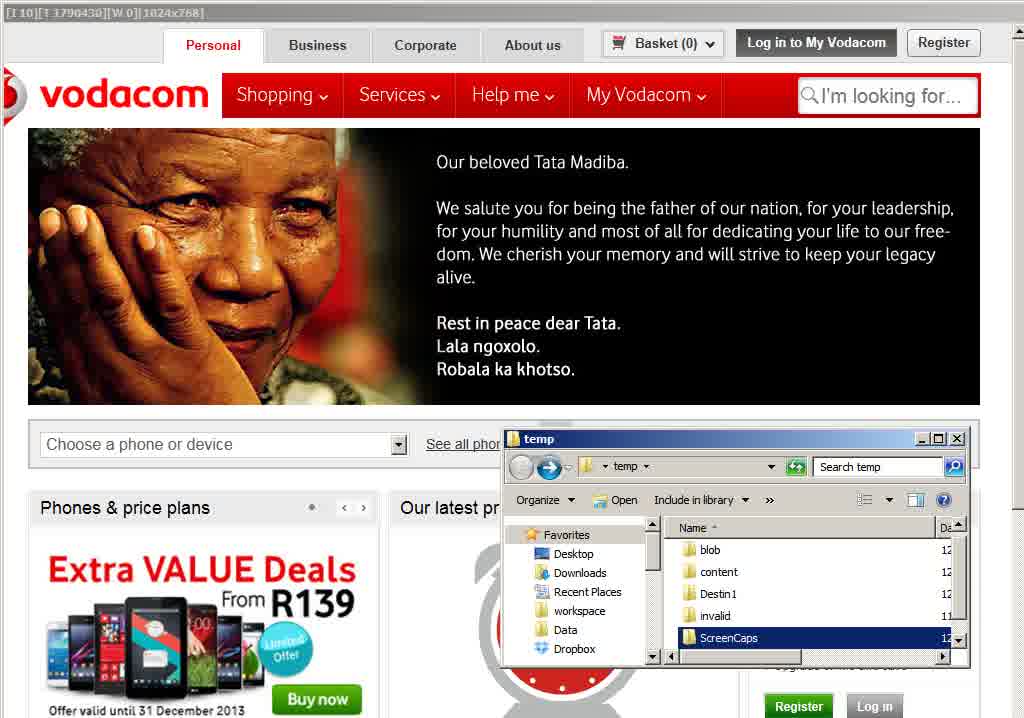 [I 10][T 3790430][W 0][1024x768]
Personal
Business
Corporate
About us
Basket (0)
Log in to My Vodacom
Register
vodacom
Shopping
Services
Help me
My Vodacom
I'm looking for...
Our beloved Tata Madiba.
We salute you for being the father of our nation, for your leadership,
for your humility and most of all for dedicating your life to our free-
dom. We cherish your memory and will strive to keep your legacy
alive.
Rest in peace dear Tata.
Lala ngoxolo.
Robala ka khotso.
Choose a phone or device
See all phon
Phones & price plans
Our latest pr
Extra VALUE Deals
From R139
Limited
Offer
Buy now
Offer valid until 31 December 2013
temp
temp
Search temp
Organize
Open
Include in library
»
Favorites
Desktop
Downloads
Recent Places
workspace
Data
Dropbox
Name
Da
blob
12
content
12
Destin1
12
invalid
11
ScreenCaps
12
Register
Log in